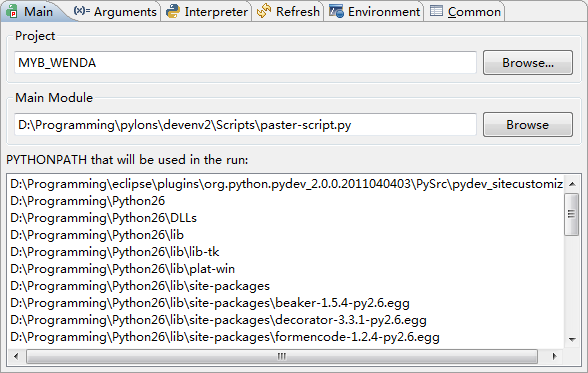 Main
(x)= Arguments
Interpreter
Refresh
Environment
Common
Project
MYB_WENDA
Browse...
Main Module
D:\Programming\pylons\devenv2\Scripts\paster-script.py
Browse
PYTHONPATH that will be used in the run:
D:\Programming\eclipse\plugins\org.python.pydev_2.0.0.2011040403\PySrc\pydev_sitecustomiz
D:\Programming\Python26
D:\Programming\Python26\DLLs
D:\Programming\Python26\lib
D:\Programming\Python26\lib\lib-tk
D:\Programming\Python26\lib\plat-win
D:\Programming\Python26\lib\site-packages
D:\Programming\Python26\lib\site-packages\beaker-1.5.4-py2.6.egg
D:\Programming\Python26\lib\site-packages\decorator-3.3.1-py2.6.egg
D:\Programming\Python26\lib\site-packages\formencode-1.2.4-py2.6.egg